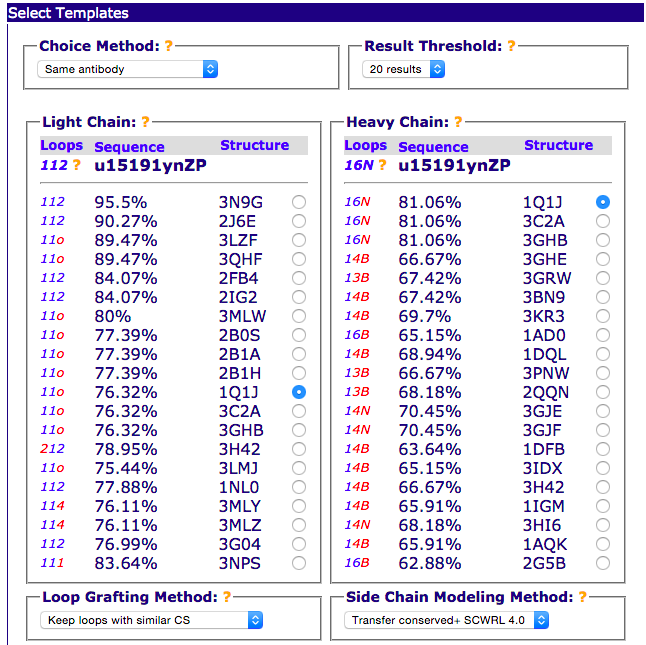 Select Templates
Choice Method: ?
Same antibody
Result Threshold: ?
20 results
Light Chain: ?
Loops Sequence Structure
112 ? u15191ynZP
112 95.5% 3N9G
112 90.27% 2J6E
11o 89.47% 3LZF
11o 89.47% 3QHF
112 84.07% 2FB4
112 84.07% 2IG2
11o 80% 3MLW
11o 77.39% 2B0S
11o 77.39% 2B1A
11o 77.39% 2B1H
11o 76.32% 1Q1J
11o 76.32% 3C2A
11o 76.32% 3GHB
212 78.95% 3H42
11o 75.44% 3LMJ
112 77.88% 1NL0
114 76.11% 3MLY
114 76.11% 3MLZ
112 76.99% 3G04
111 83.64% 3NPS
Heavy Chain: ?
Loops Sequence Structure
16N ? u15191ynZP
16N 81.06% 1Q1J
16N 81.06% 3C2A
16N 81.06% 3GHB
14B 66.67% 3GHE
13B 67.42% 3GRW
14B 67.42% 3BN9
14B 69.7% 3KR3
16B 65.15% 1AD0
14B 68.94% 1DQL
13B 66.67% 3PNW
13B 68.18% 2QQN
14N 70.45% 3GJE
14N 70.45% 3GJF
14B 63.64% 1DFB
14B 65.15% 3IDX
14B 66.67% 3H42
14B 65.91% 1IGM
14N 68.18% 3HI6
14B 65.91% 1AQK
16B 62.88% 2G5B
Loop Grafting Method: ?
Keep loops with similar CS
Side Chain Modeling Method: ?
Transfer conserved+ SCWRL 4.0